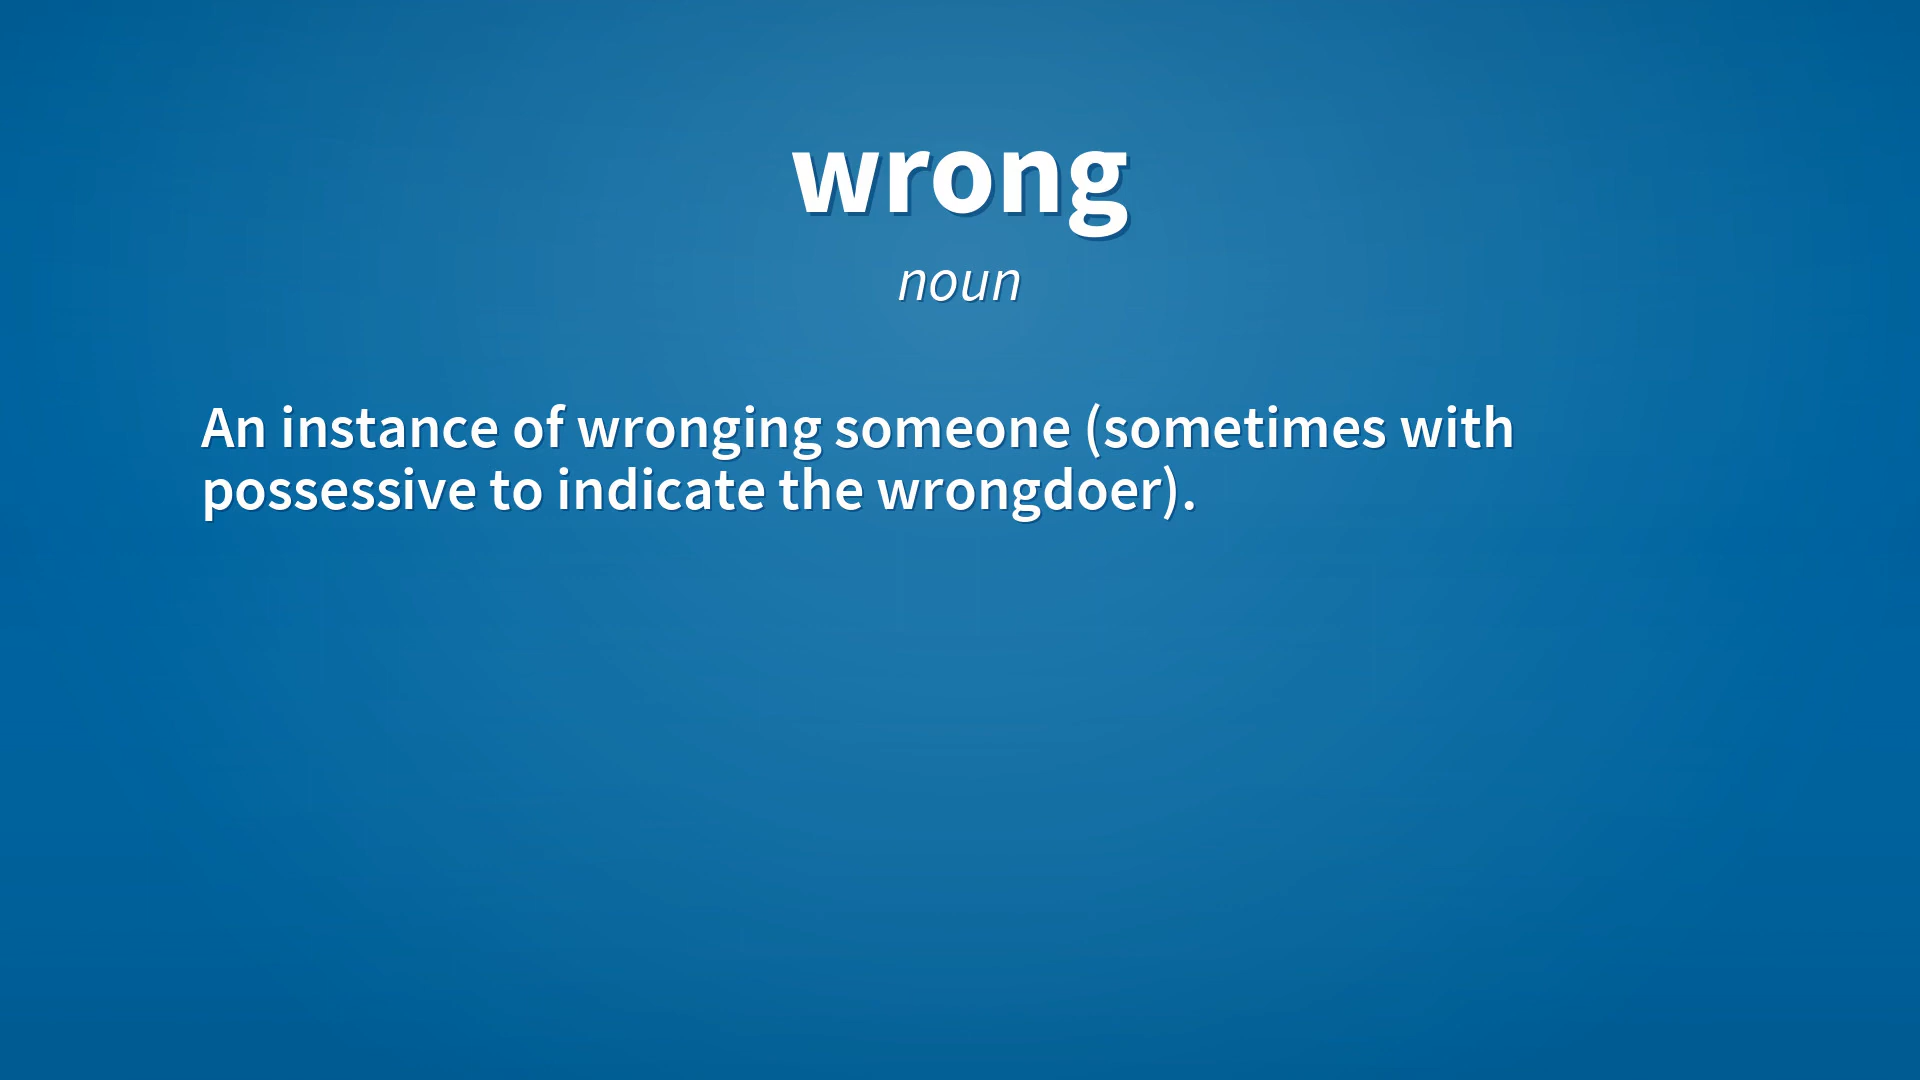 wrong
noun
An instance of wronging someone (sometimes with
possessive to indicate the wrongdoer).